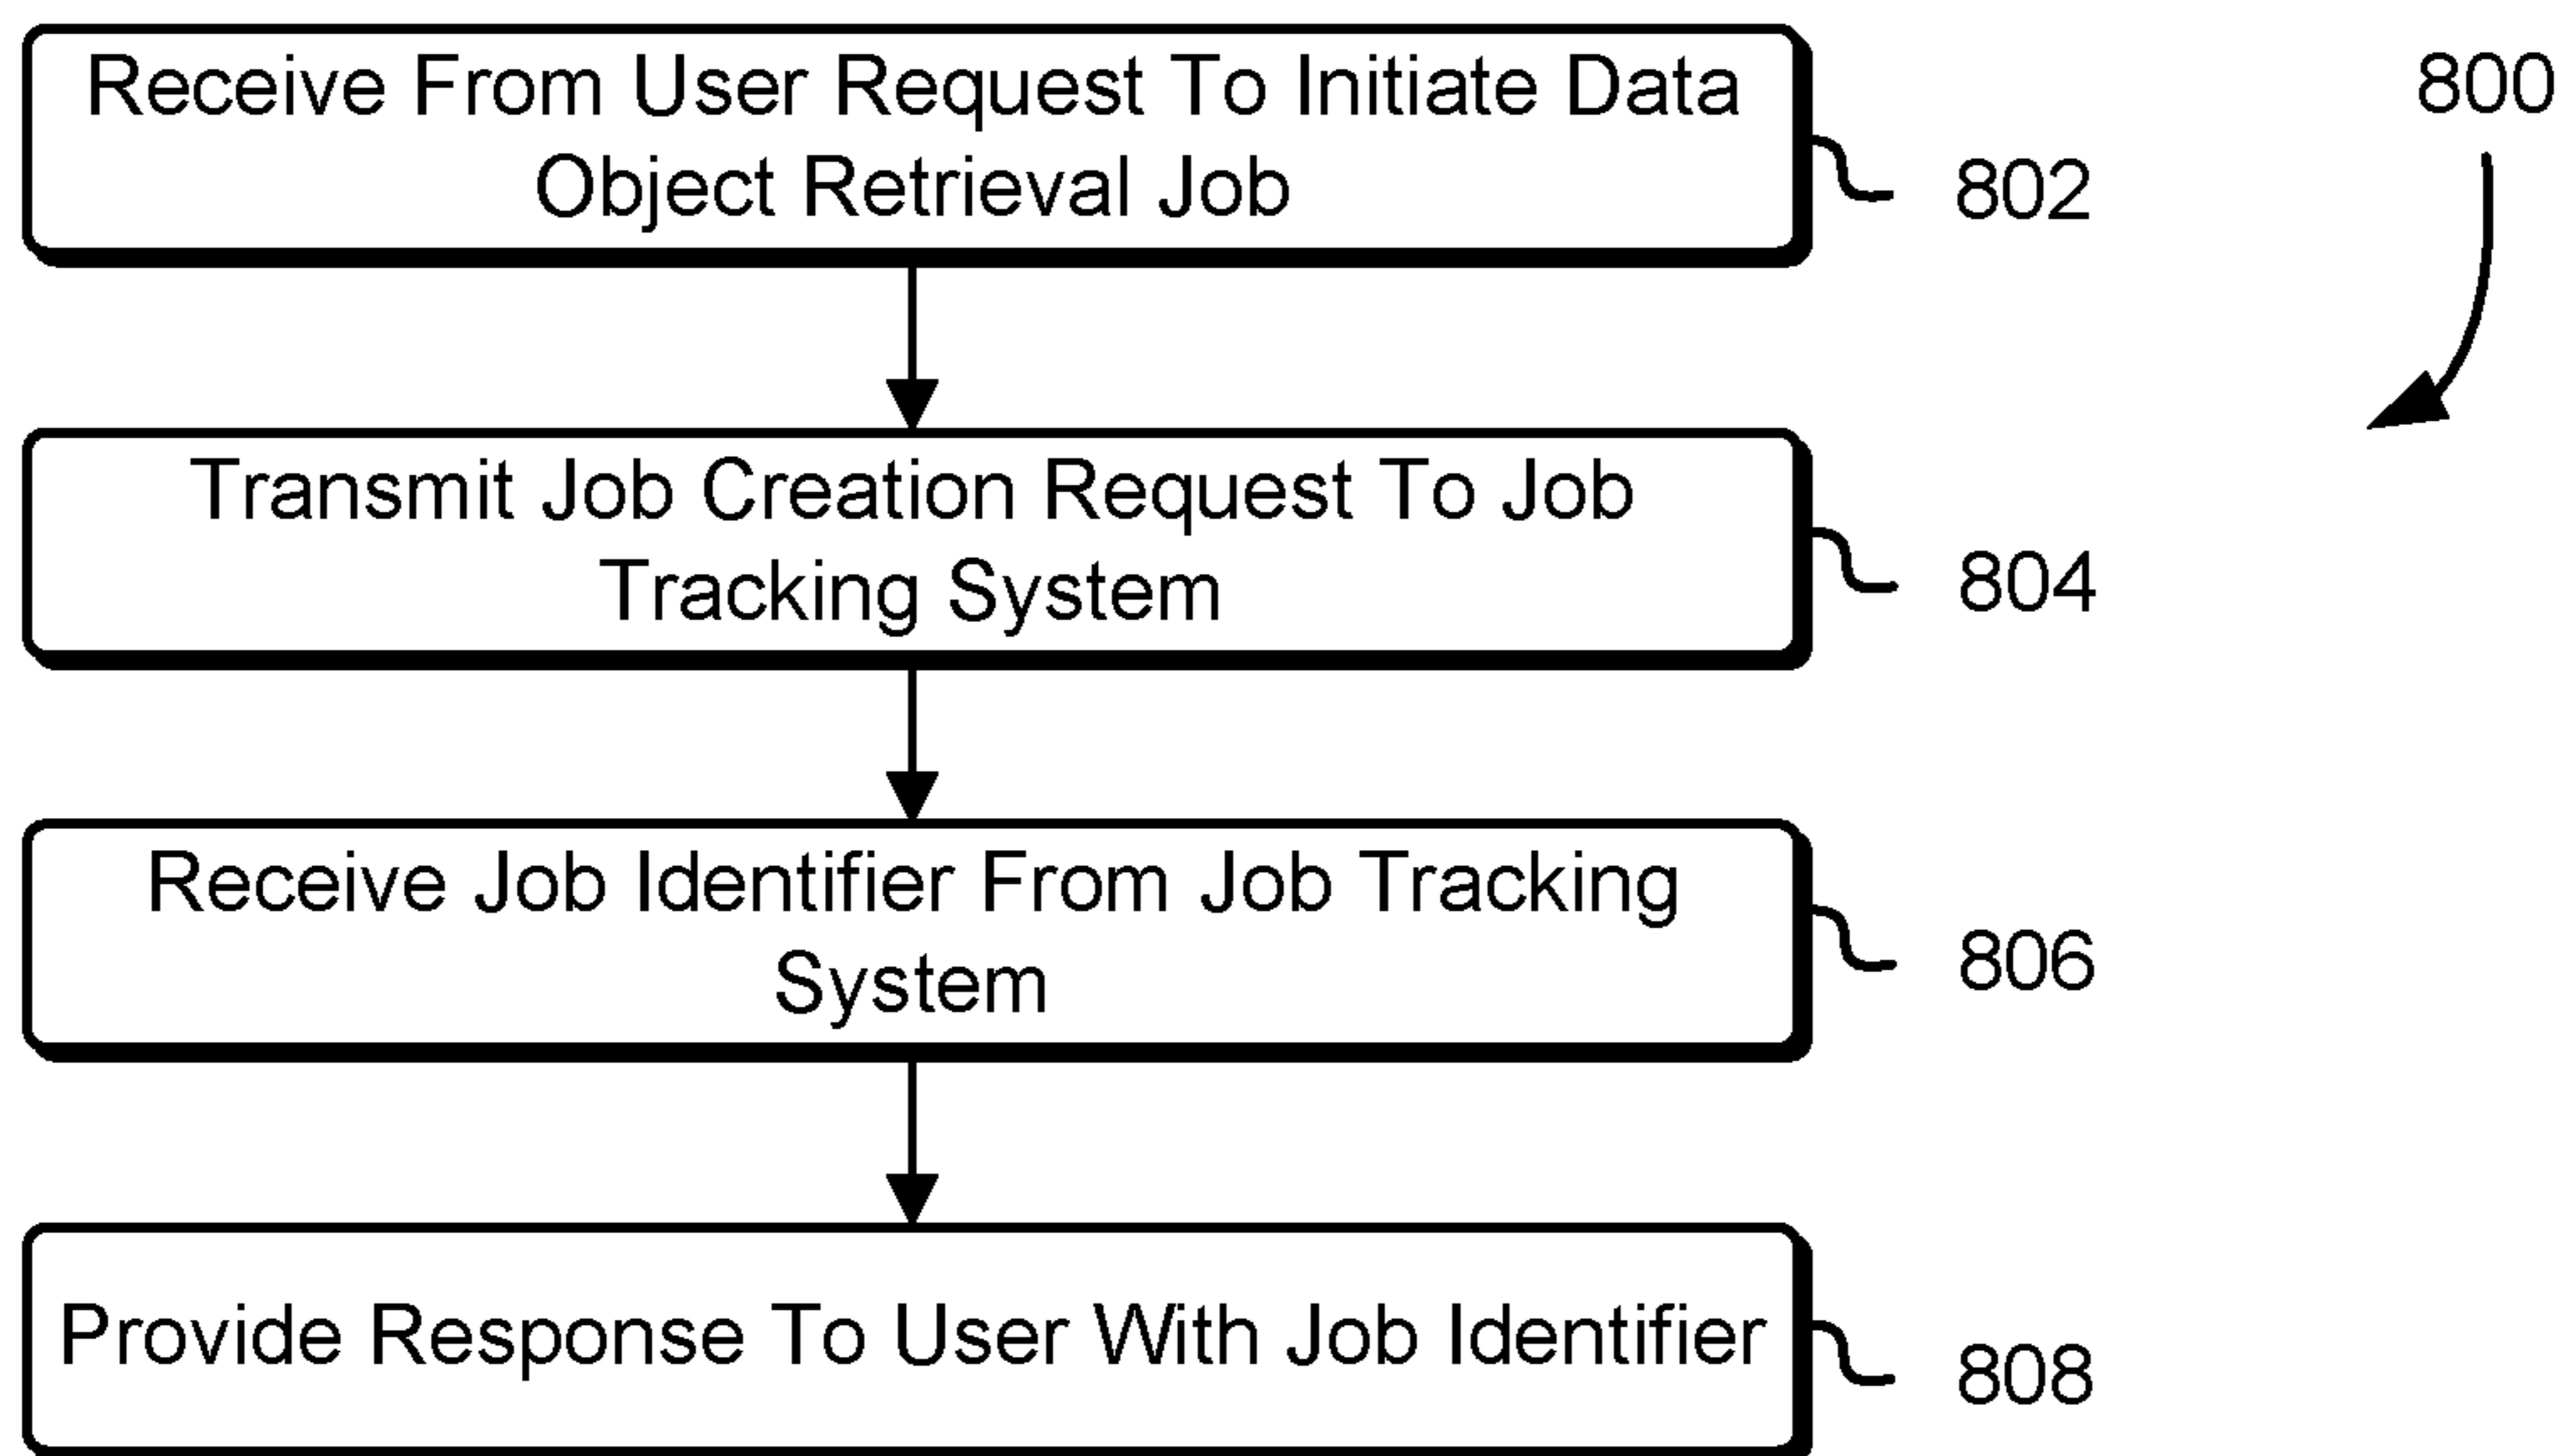 Receive From User Request To Initiate Data
Object Retrieval Job
800
802
Transmit Job Creation Request To Job
Tracking System
804
Receive Job Identifier From Job Tracking
System
806
Provide Response To User With Job Identifier
808